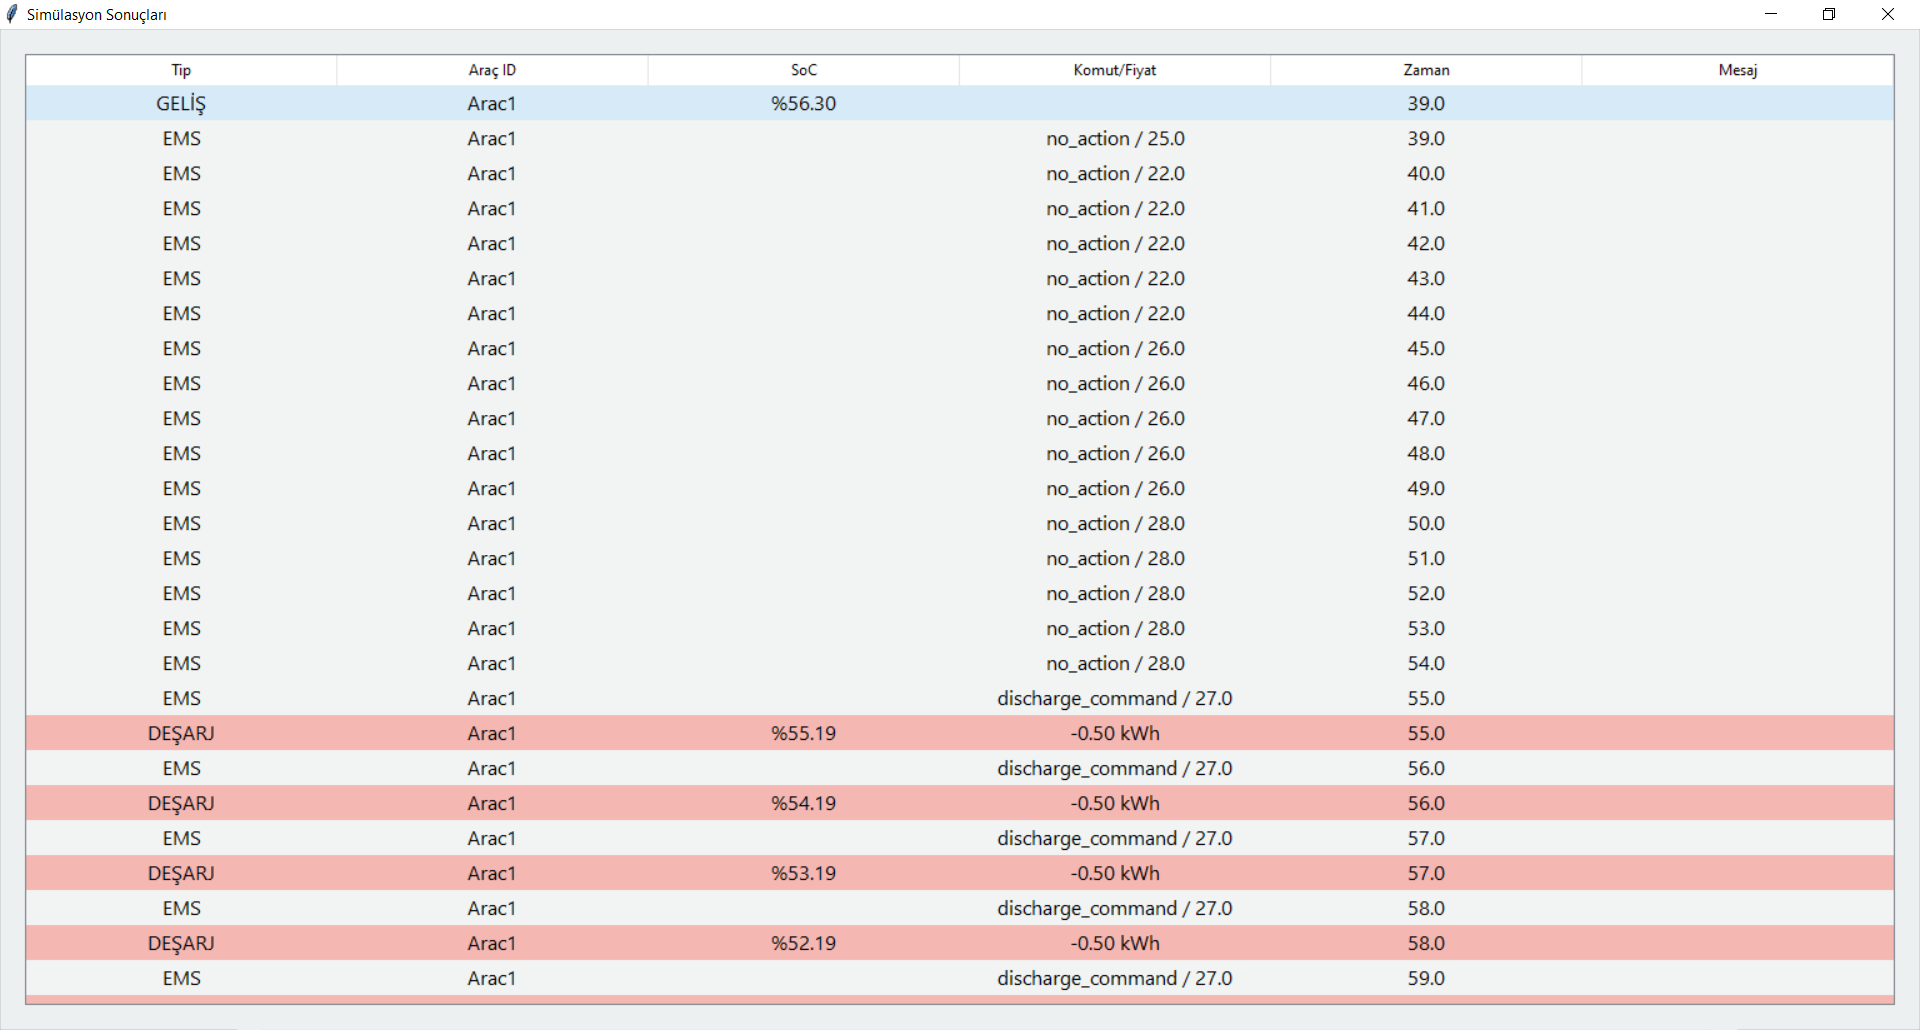 Simülasyon Sonuçları
Tip Araç ID SoC Komut/Fiyat Zaman Mesaj
GELİŞ Arac1 %56.30 39.0
EMS Arac1 no_action / 25.0 39.0
EMS Arac1 no_action / 22.0 40.0
EMS Arac1 no_action / 22.0 41.0
EMS Arac1 no_action / 22.0 42.0
EMS Arac1 no_action / 22.0 43.0
EMS Arac1 no_action / 22.0 44.0
EMS Arac1 no_action / 26.0 45.0
EMS Arac1 no_action / 26.0 46.0
EMS Arac1 no_action / 26.0 47.0
EMS Arac1 no_action / 26.0 48.0
EMS Arac1 no_action / 26.0 49.0
EMS Arac1 no_action / 28.0 50.0
EMS Arac1 no_action / 28.0 51.0
EMS Arac1 no_action / 28.0 52.0
EMS Arac1 no_action / 28.0 53.0
EMS Arac1 no_action / 28.0 54.0
EMS Arac1 discharge_command / 27.0 55.0
DEŞARJ Arac1 %55.19 -0.50 kWh 55.0
EMS Arac1 discharge_command / 27.0 56.0
DEŞARJ Arac1 %54.19 -0.50 kWh 56.0
EMS Arac1 discharge_command / 27.0 57.0
DEŞARJ Arac1 %53.19 -0.50 kWh 57.0
EMS Arac1 discharge_command / 27.0 58.0
DEŞARJ Arac1 %52.19 -0.50 kWh 58.0
EMS Arac1 discharge_command / 27.0 59.0